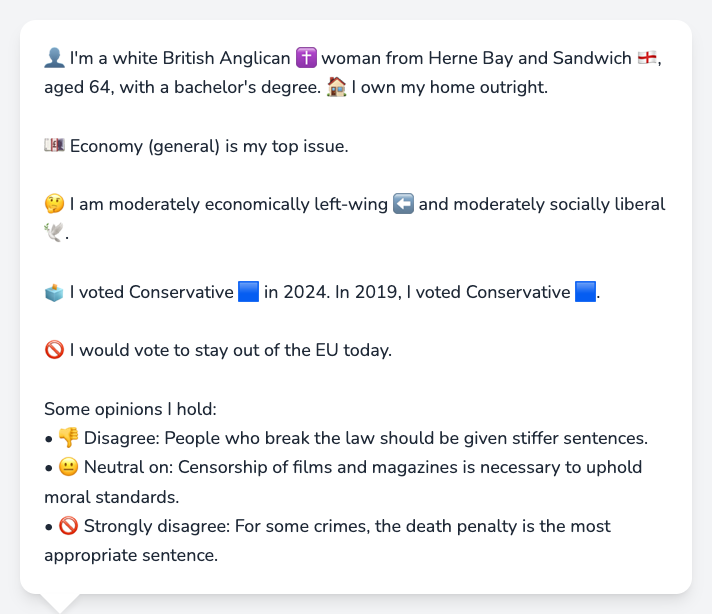 👤 I'm a white British Anglican ✝️ woman from Herne Bay and Sandwich 🏴󠁧󠁢󠁥󠁮󠁧󠁿,
aged 64, with a bachelor's degree. 🏠 I own my home outright.
💷 Economy (general) is my top issue.
🤔 I am moderately economically left-wing ⬅️ and moderately socially liberal
🕊️.
🗳️ I voted Conservative 🟦 in 2024. In 2019, I voted Conservative 🟦.
🚫 I would vote to stay out of the EU today.
Some opinions I hold:
• 👎 Disagree: People who break the law should be given stiffer sentences.
• 😐 Neutral on: Censorship of films and magazines is necessary to uphold
moral standards.
• 🚫 Strongly disagree: For some crimes, the death penalty is the most
appropriate sentence.